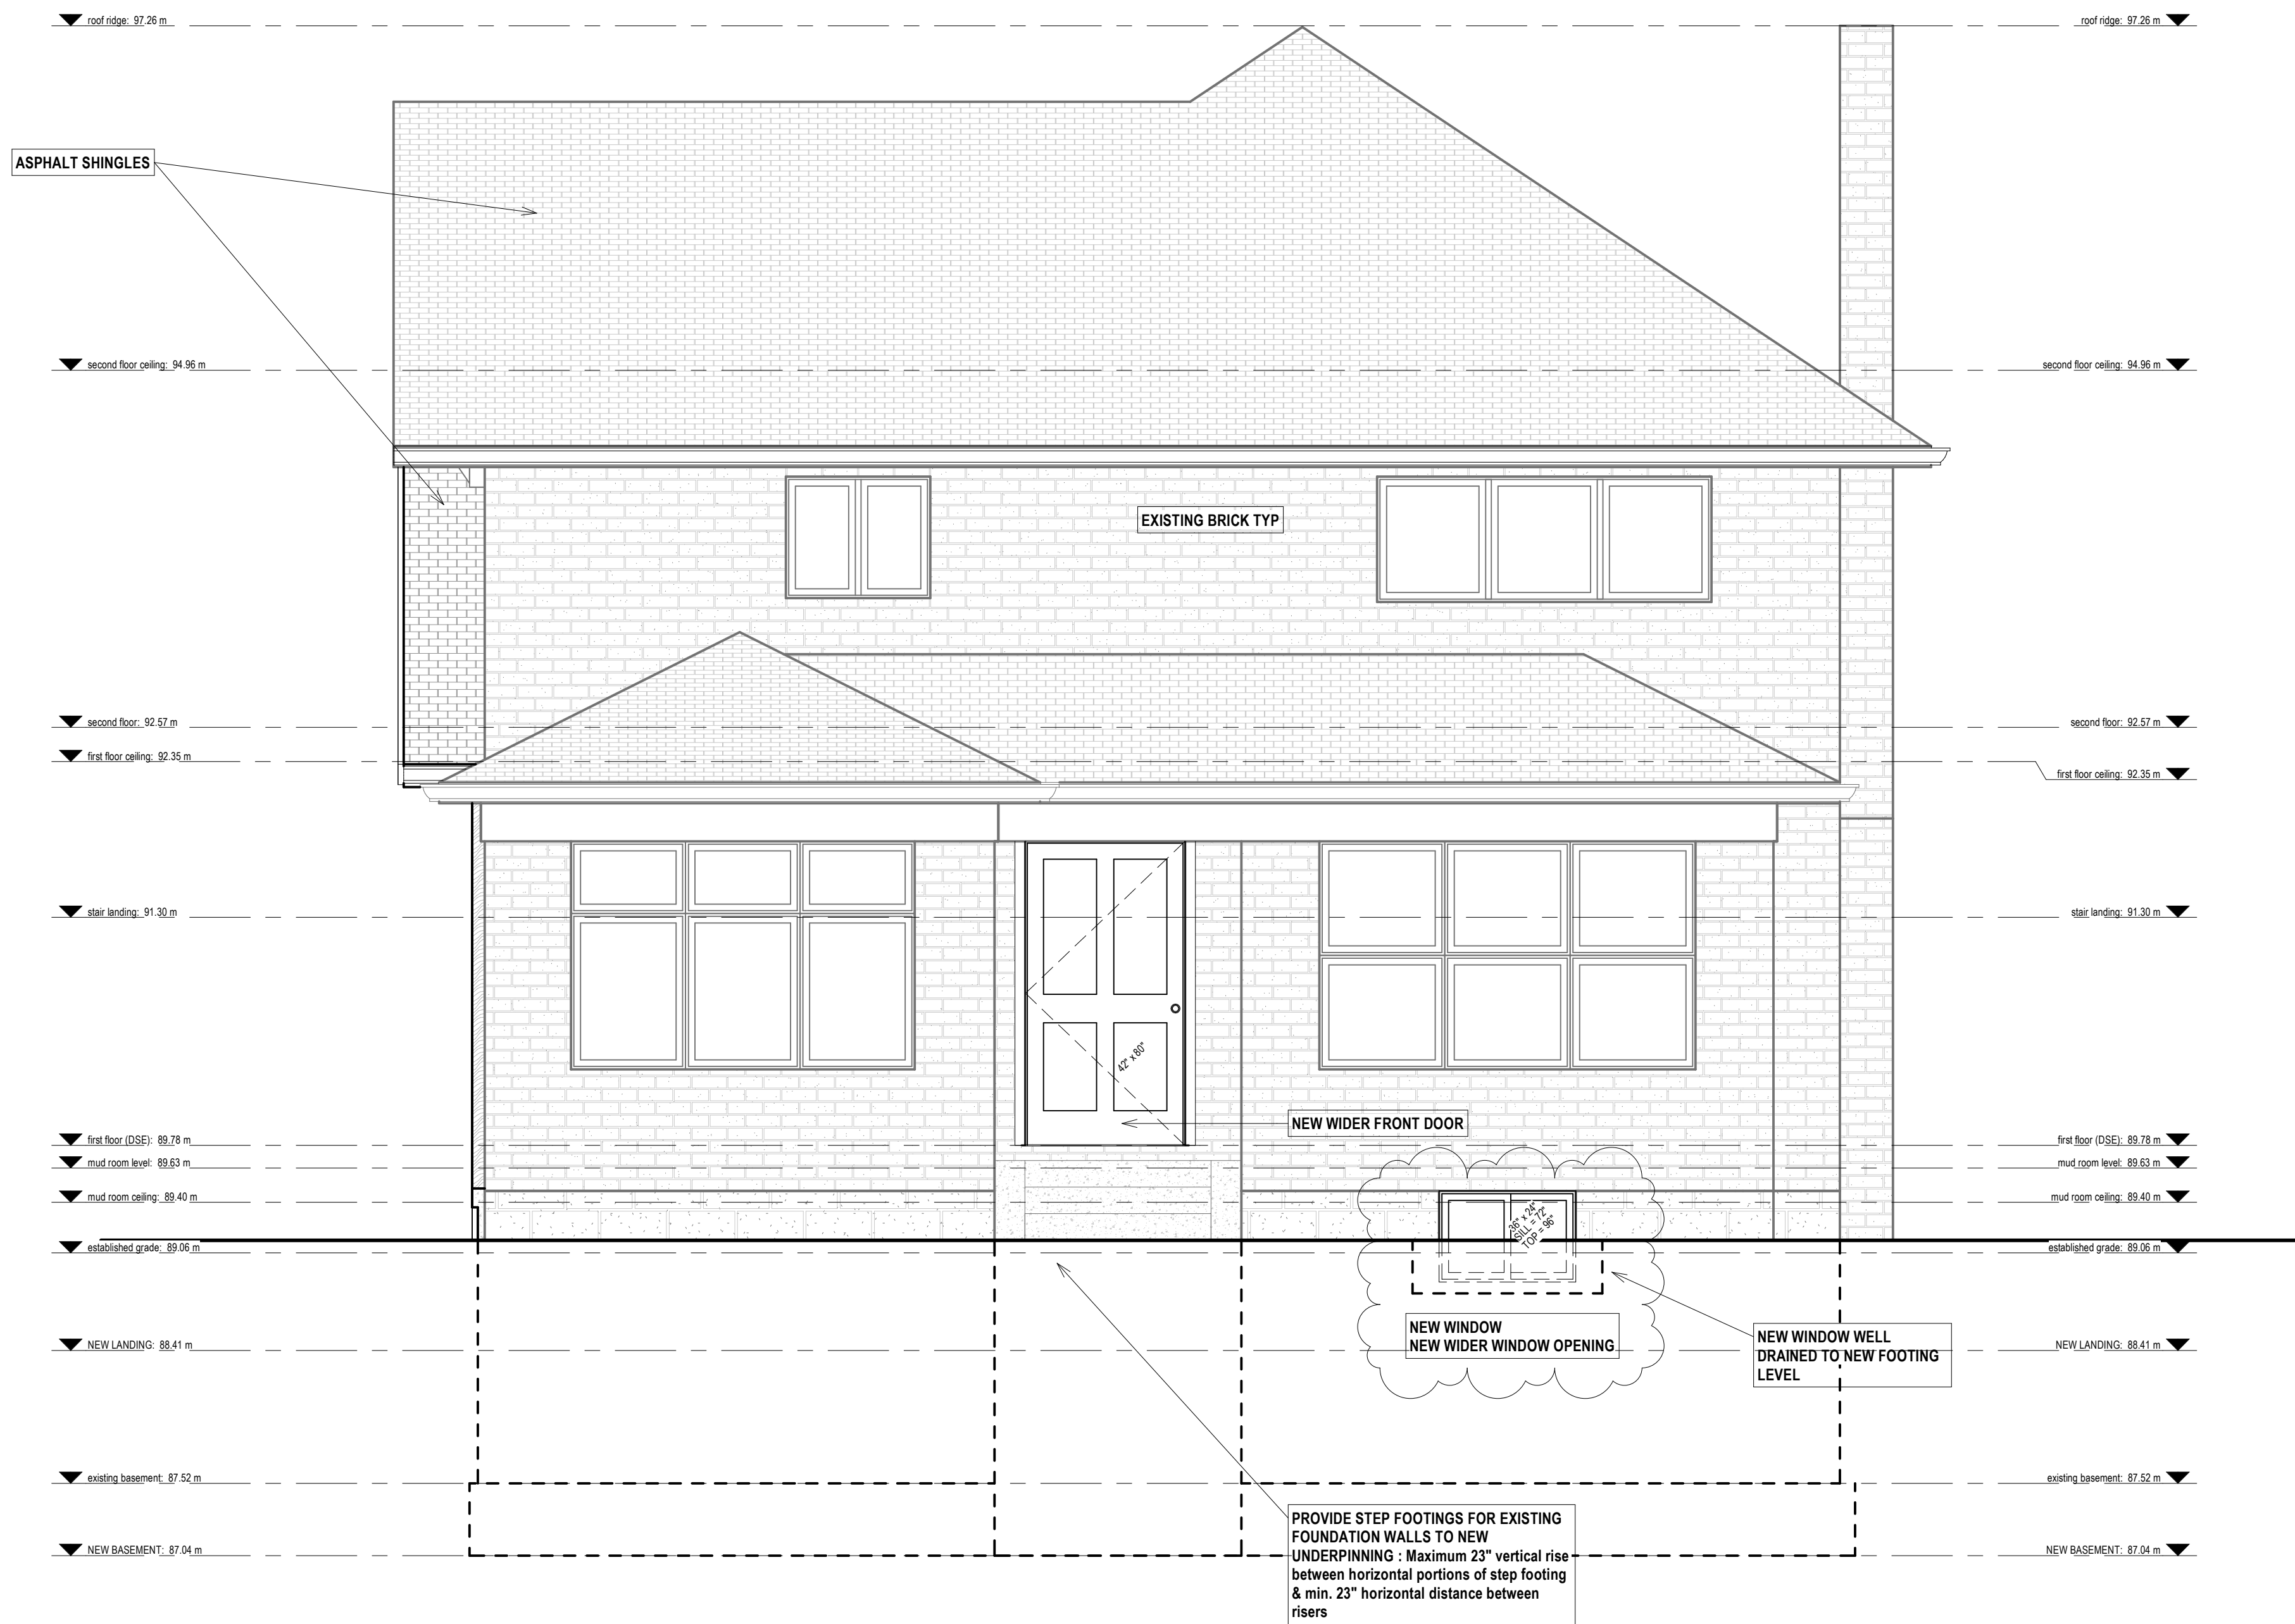 roof ridge: 97.26 m
roof ridge: 97.26 m
ASPHALT SHINGLES
second floor ceiling: 94.96 m
second floor ceiling: 94.96 m
EXISTING BRICK TYP
second floor: 92.57 m
second floor: 92.57 m
first floor ceiling: 92.35 m
first floor ceiling: 92.35 m
stair landing: 91.30 m
stair landing: 91.30 m
42" x 80"
NEW WIDER FRONT DOOR
first floor (DSE): 89.78 m
first floor (DSE): 89.78 m
mud room level: 89.63 m
mud room level: 89.63 m
mud room ceiling: 89.40 m
mud room ceiling: 89.40 m
36" x 24"
SILL = 72"
TOP = 96"
established grade: 89.06 m
established grade: 89.06 m
NEW WINDOW
NEW WIDER WINDOW OPENING
NEW WINDOW WELL
DRAINED TO NEW FOOTING
LEVEL
NEW LANDING: 88.41 m
NEW LANDING: 88.41 m
existing basement: 87.52 m
existing basement: 87.52 m
PROVIDE STEP FOOTINGS FOR EXISTING
FOUNDATION WALLS TO NEW
UNDERPINNING : Maximum 23" vertical rise
between horizontal portions of step footing
& min. 23" horizontal distance between
risers
NEW BASEMENT: 87.04 m
NEW BASEMENT: 87.04 m